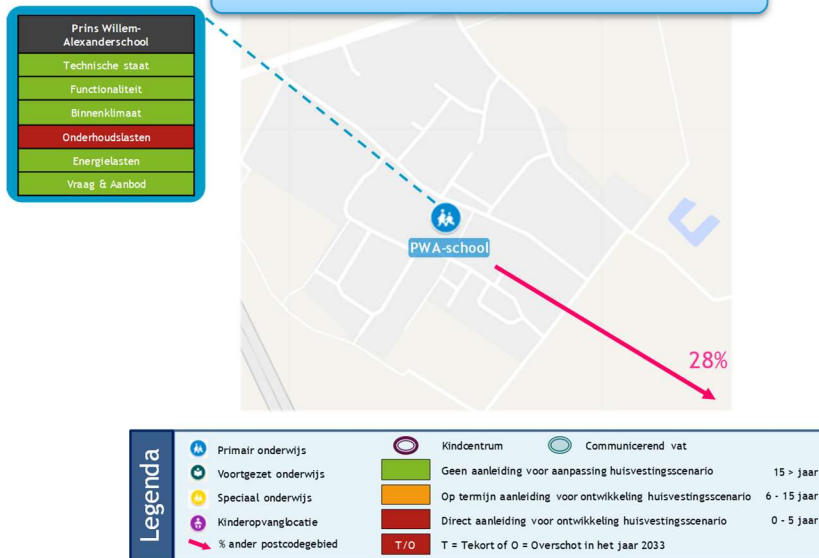 Prins Willem-
Alexanderschool
Technische staat
Functionaliteit
Binnenklimaat
Onderhoudslasten
Energielasten
Vraag & Aanbod
PWA-school
28%
Legenda
Primair onderwijs
Voortgezet onderwijs
Speciaal onderwijs
Kinderopvanglocatie
% ander postcodegebied
Kindcentrum
Communicerend vat
Geen aanleiding voor aanpassing huisvestingsscenario 15 > jaar
Op termijn aanleiding voor ontwikkeling huisvestingsscenario 6 - 15 jaar
Direct aanleiding voor ontwikkeling huisvestingsscenario 0 - 5 jaar
T/O T = Tekort of O = Overschot in het jaar 2033